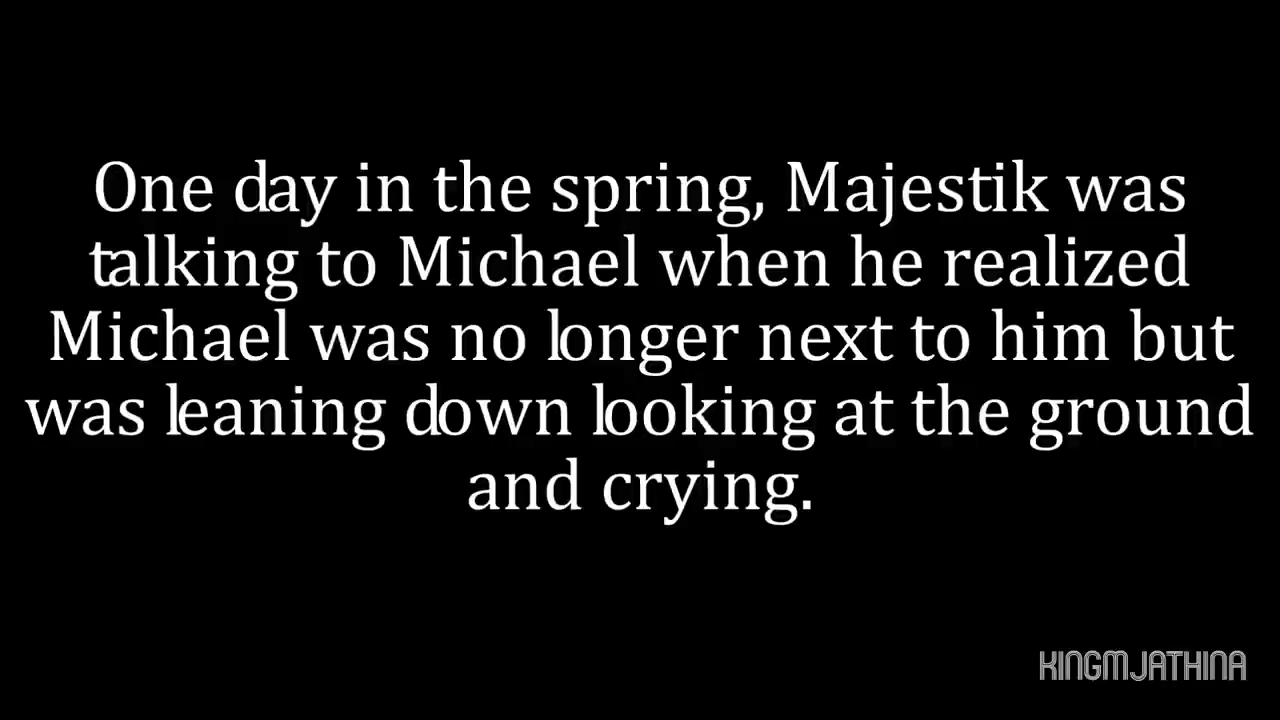 One day in the spring, Majestik was
talking to Michael when he realized
Michael was no longer next to him but
was leaning down looking at the ground
and crying.
KINGMJATHINA